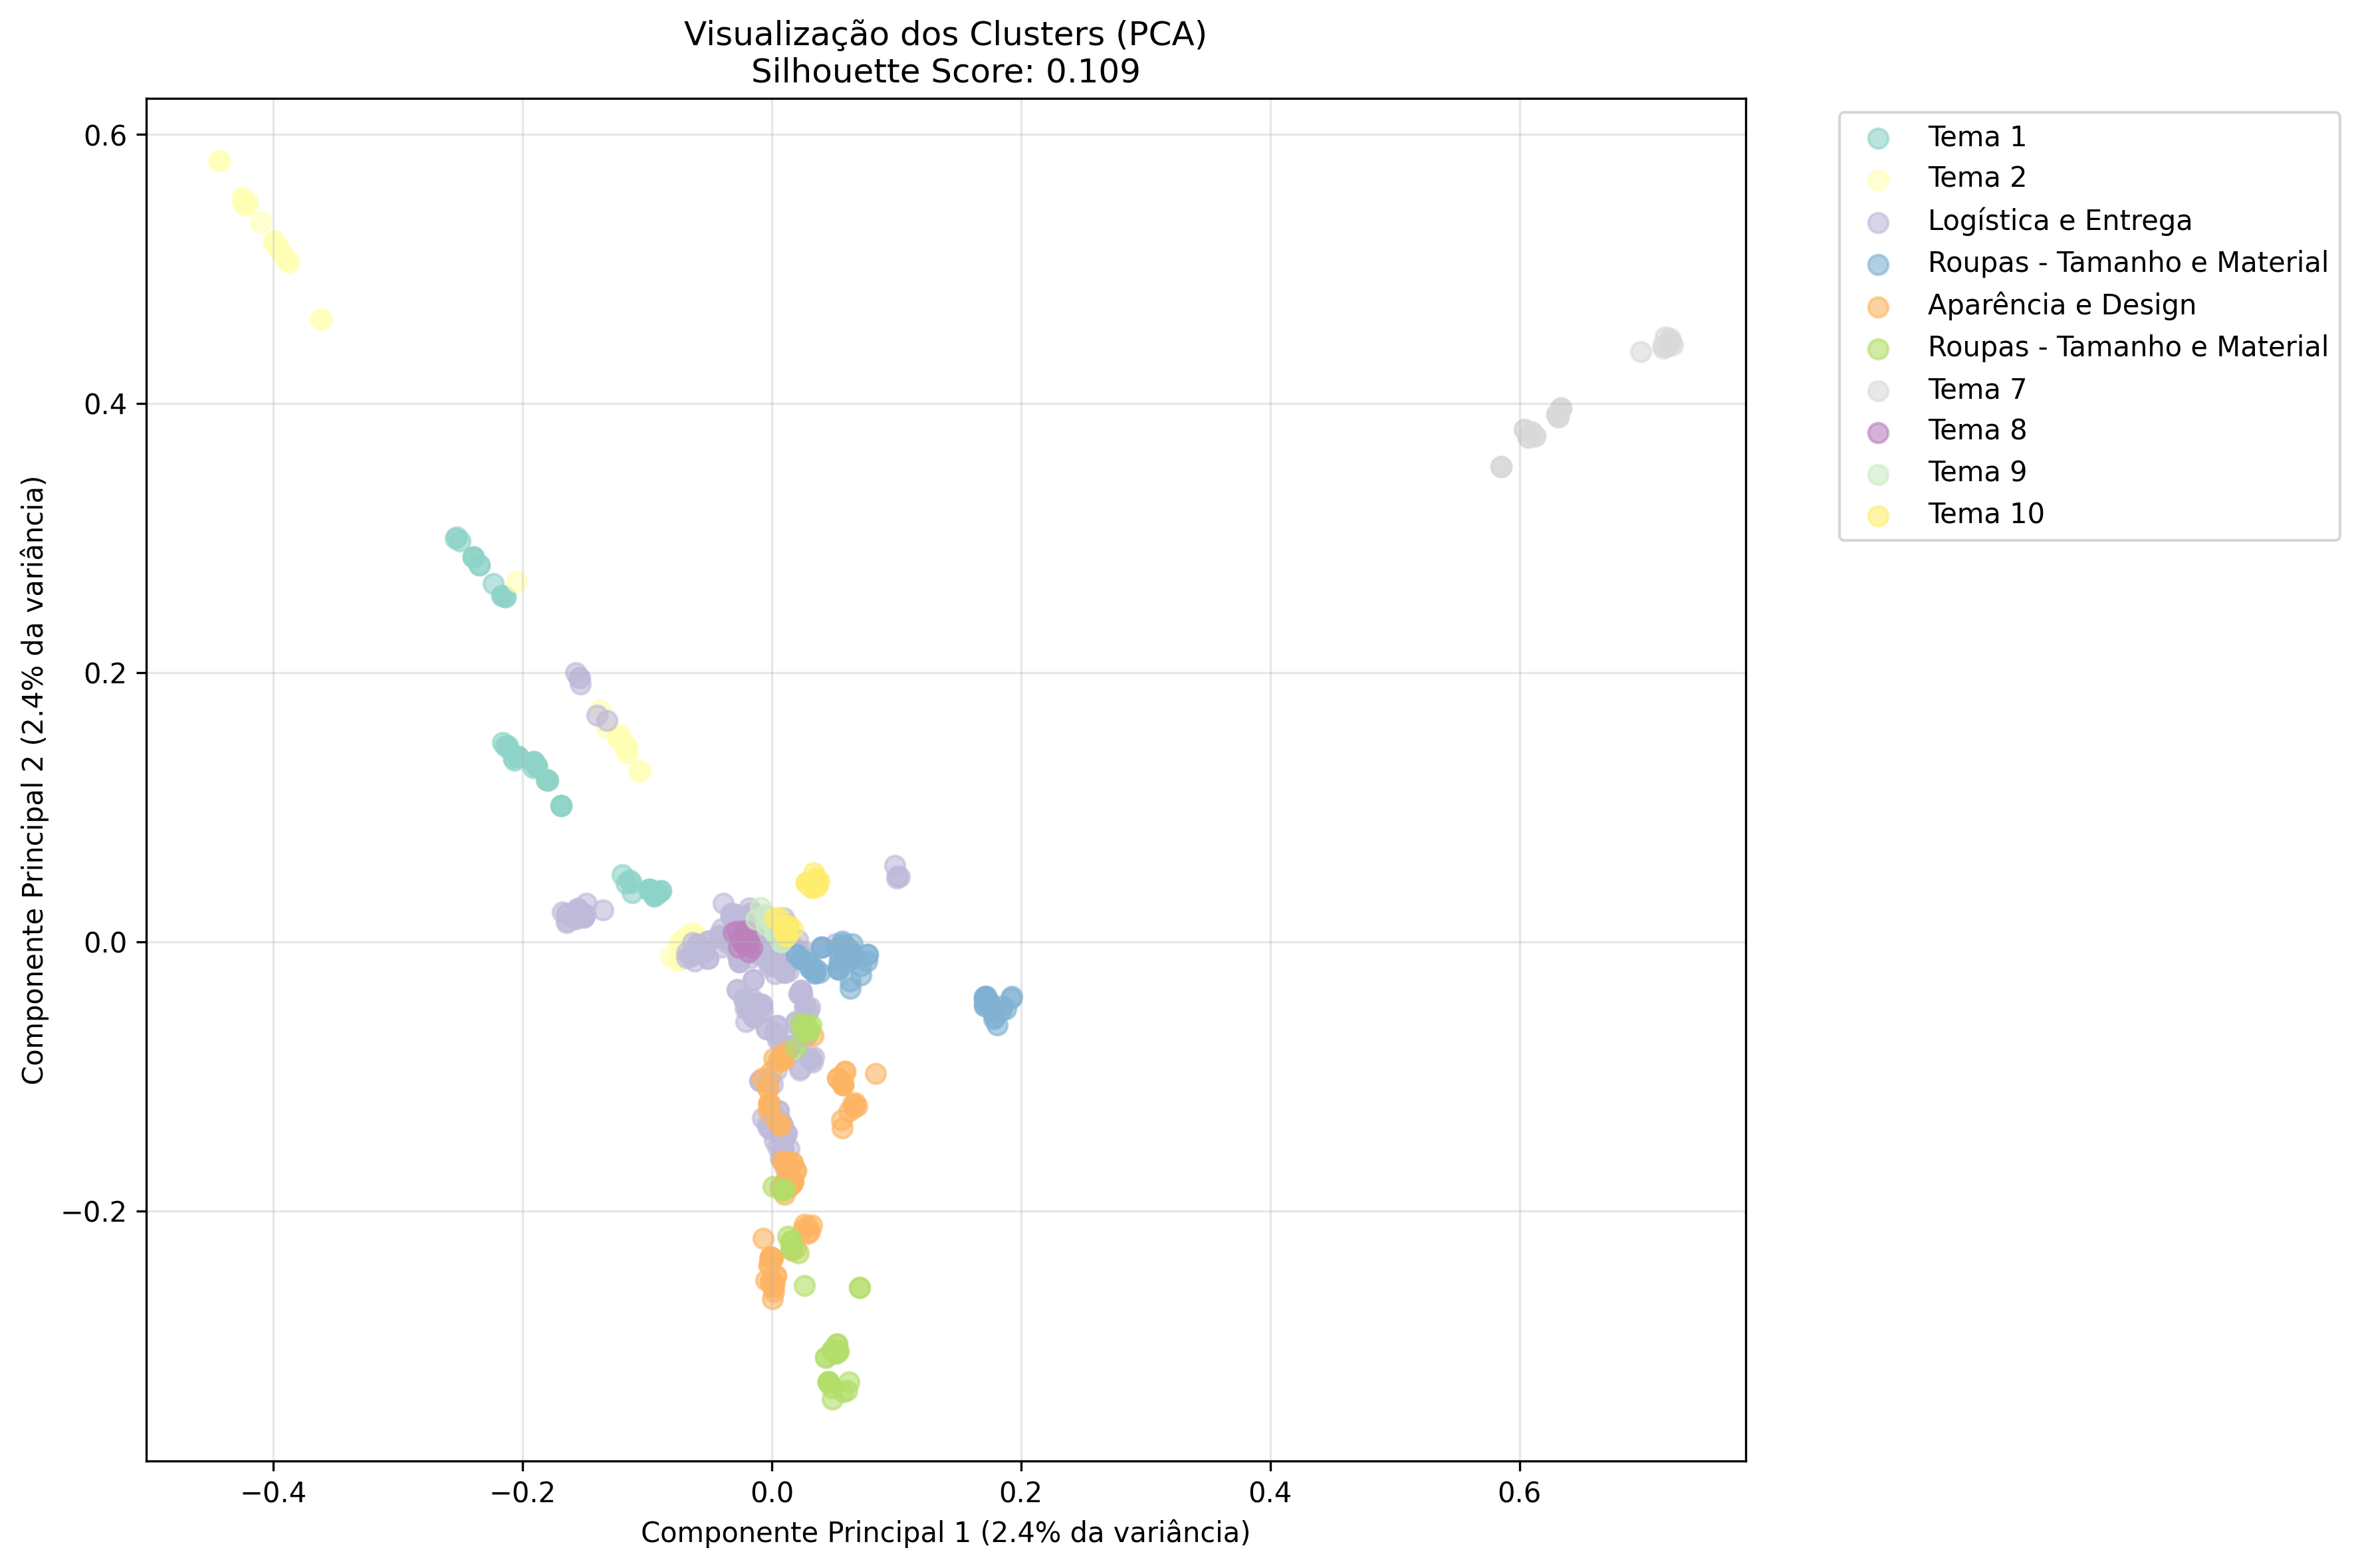 Visualização dos Clusters (PCA)
Silhouette Score: 0.109
Componente Principal 2 (2.4% da variância)
0.6
0.4
0.2
0.0
−0.2
−0.4
−0.2
0.0
0.2
0.4
0.6
Componente Principal 1 (2.4% da variância)
Tema 1
Tema 2
Logística e Entrega
Roupas - Tamanho e Material
Aparência e Design
Roupas - Tamanho e Material
Tema 7
Tema 8
Tema 9
Tema 10